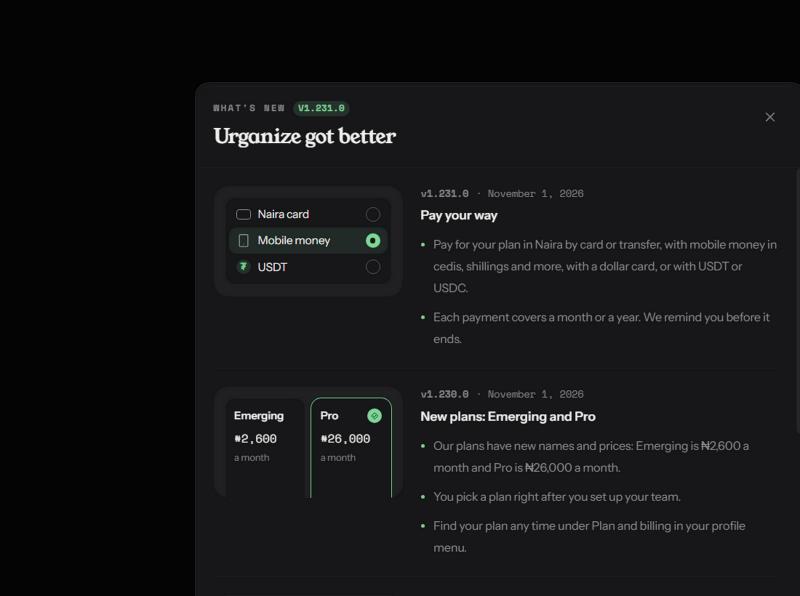 WHAT'S NEW V1.231.0
Urganize got better
Naira card
Mobile money
USDT
v1.231.0 · November 1, 2026
Pay your way
• Pay for your plan in Naira by card or transfer, with mobile money in
cedis, shillings and more, with a dollar card, or with USDT or
USDC.
• Each payment covers a month or a year. We remind you before it
ends.
Emerging
₦2,600
a month
Pro
₦26,000
a month
v1.230.0 · November 1, 2026
New plans: Emerging and Pro
• Our plans have new names and prices: Emerging is ₦2,600 a
month and Pro is ₦26,000 a month.
• You pick a plan right after you set up your team.
• Find your plan any time under Plan and billing in your profile
menu.